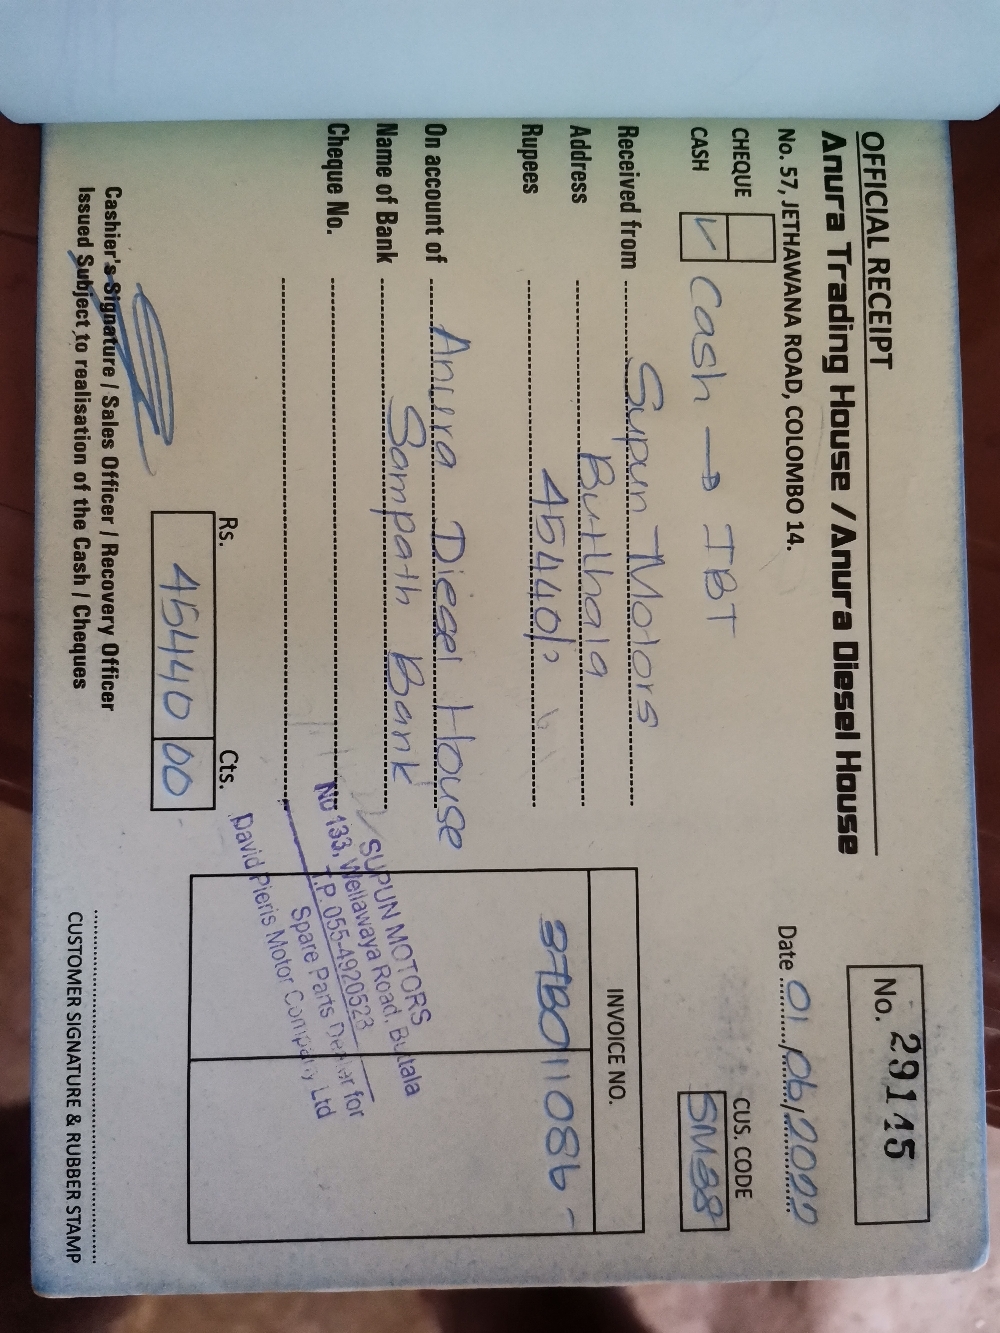 OFFICIAL RECEIPT
Anura Trading House / Anura Diesel House
No. 57, JETHAWANA ROAD, COLOMBO 14.
No. 29145
Date 01/06/2022
CHEQUE
CASH ✓ Cash → IBT
CUS. CODE
SM38
Received from Supun Motors
Address Buthala
Rupees 45440/=
On account of Anura Diesel House
Name of Bank Sampath Bank
Cheque No.
INVOICE NO.
37B011086 -
SUPUN MOTORS
No 133, Wellawaya Road, Buttala
T.P. 055-4920523
Spare Parts Dealer for
David Pieris Motor Company Ltd
Rs. Cts.
45440 00
Cashier's Signature / Sales Officer / Recovery Officer
Issued Subject to realisation of the Cash / Cheques
CUSTOMER SIGNATURE & RUBBER STAMP